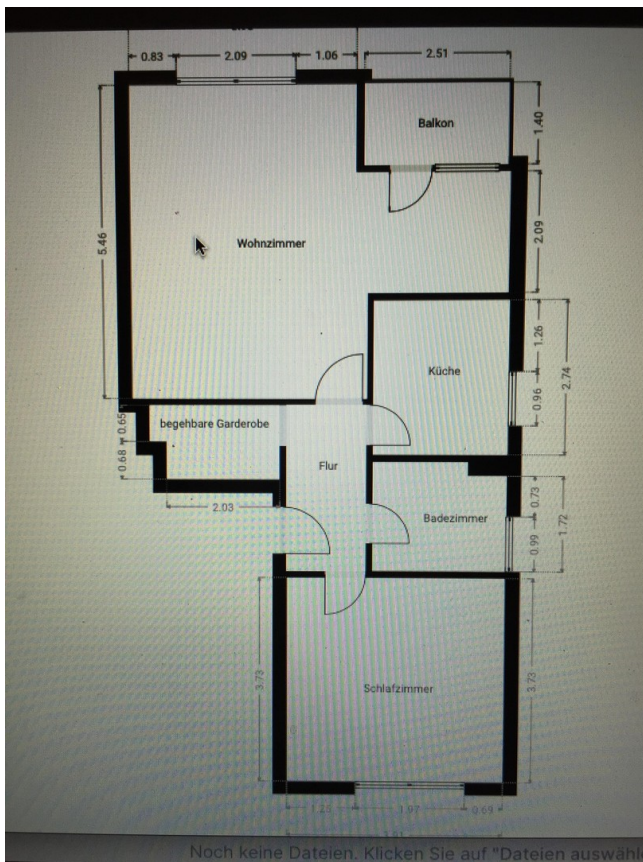 0.83 2.09 1.06 2.51
Balkon
1.40
5.46
Wohnzimmer
2.09
1.26
Küche
2.74
0.96
0.65
begehbare Garderobe
0.68
Flur
2.03
0.73
Badezimmer
1.72
0.99
3.73
Schlafzimmer
3.73
1.97 0.69
Noch keine Dateien. Klicken Sie auf "Dateien auswäh